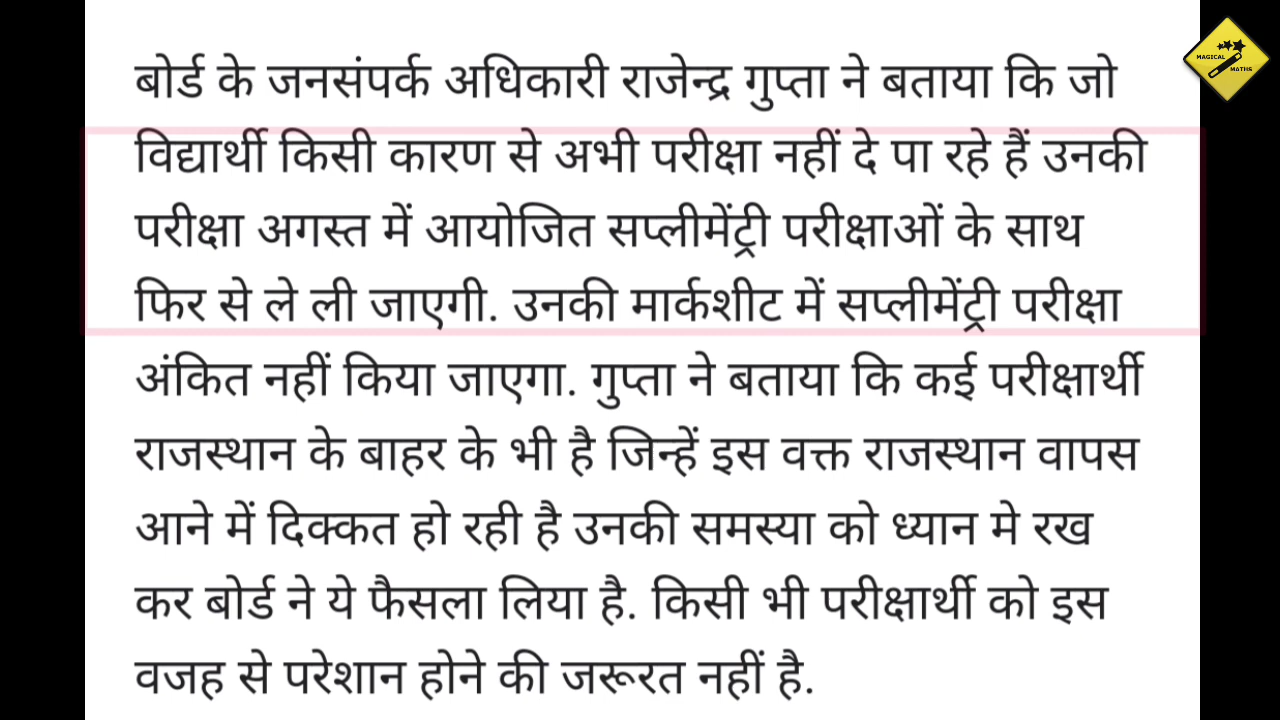 बोर्ड के जनसंपर्क अधिकारी राजेन्द्र गुप्ता ने बताया कि जो
विद्यार्थी किसी कारण से अभी परीक्षा नहीं दे पा रहे हैं उनकी
परीक्षा अगस्त में आयोजित सप्लीमेंट्री परीक्षाओं के साथ
फिर से ले ली जाएगी. उनकी मार्कशीट में सप्लीमेंट्री परीक्षा
अंकित नहीं किया जाएगा. गुप्ता ने बताया कि कई परीक्षार्थी
राजस्थान के बाहर के भी है जिन्हें इस वक्त राजस्थान वापस
आने में दिक्कत हो रही है उनकी समस्या को ध्यान मे रख
कर बोर्ड ने ये फैसला लिया है. किसी भी परीक्षार्थी को इस
वजह से परेशान होने की जरूरत नहीं है.
MAGICAL
MATHS